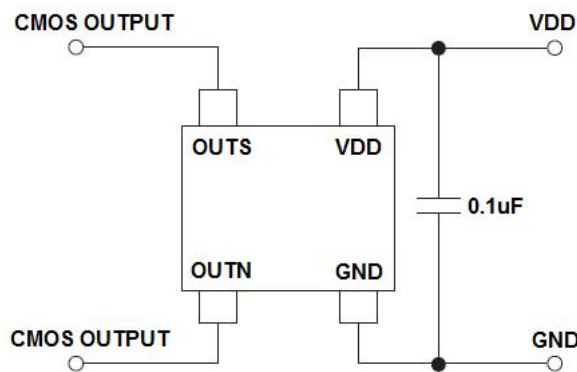 CMOS OUTPUT
VDD
OUTS
VDD
0.1uF
OUTN
GND
CMOS OUTPUT
GND